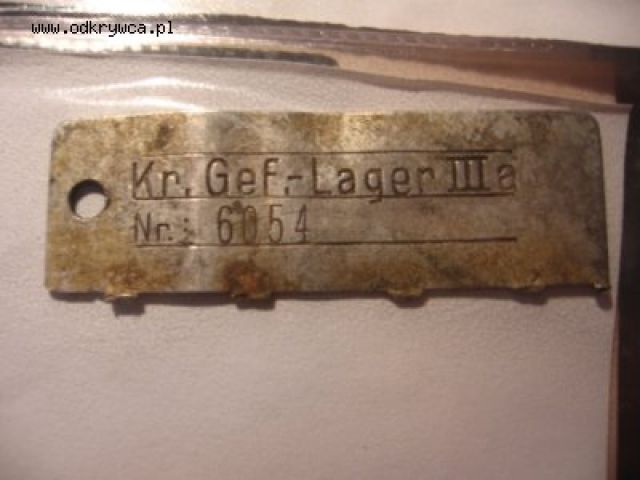 www.odkrywca.pl
Kr. Gef.-Lager IIIa
Nr.: 6054